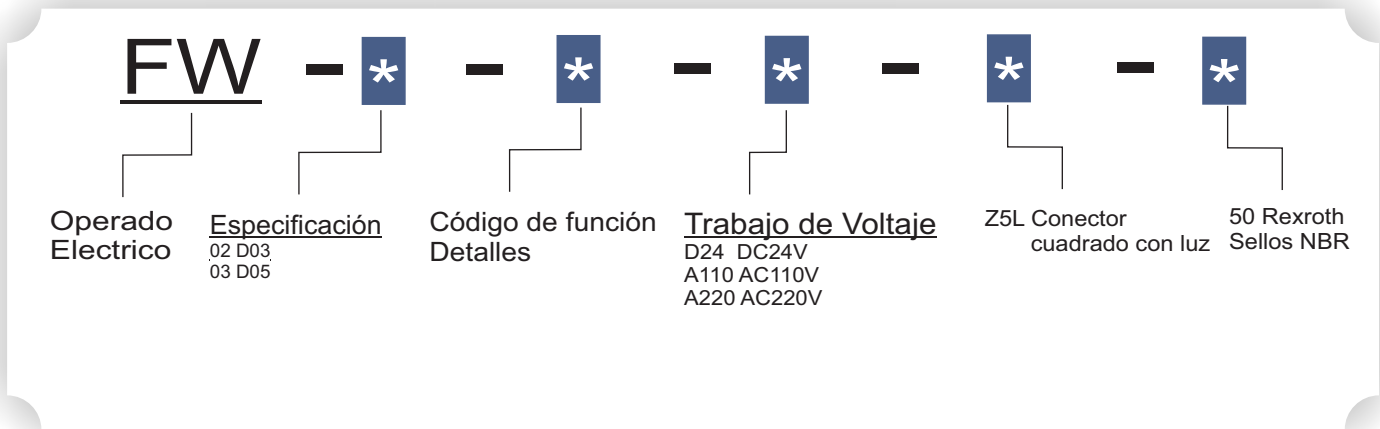 FW - * - * - * - * - *
Operado
Electrico
Especificación
02 D03
03 D05
Código de función
Detalles
Trabajo de Voltaje
D24 DC24V
A110 AC110V
A220 AC220V
Z5L Conector
cuadrado con luz
50 Rexroth
Sellos NBR